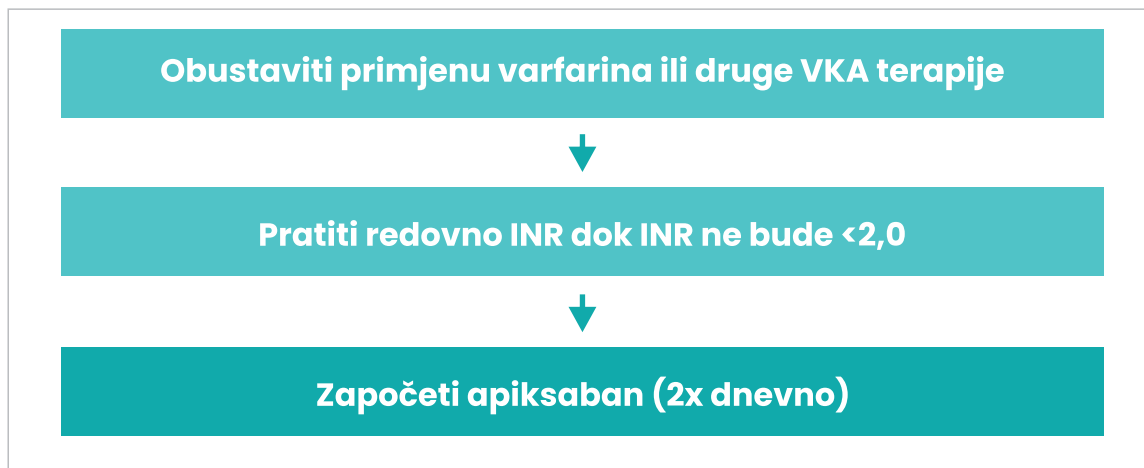 Obustaviti primjenu varfarina ili druge VKA terapije
Pratiti redovno INR dok INR ne bude <2,0
Započeti apiksaban (2x dnevno)